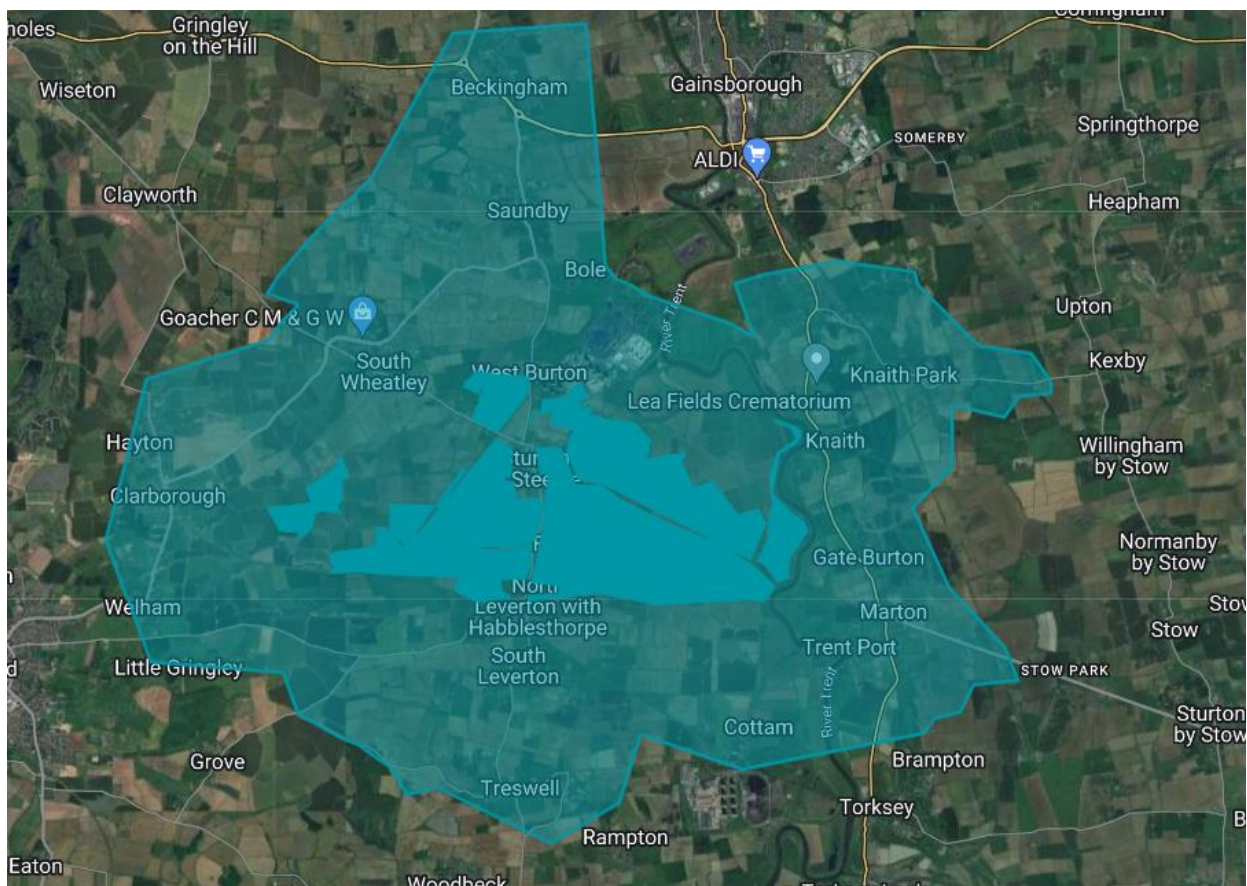 Gringley
on the Hill
Wiseton
Beckingham
Gainsborough
Springthorpe
SOMERBY
ALDI
Clayworth
Heapham
Saundby
Bole
River Trent
Upton
Goacher C M & G W
South
Wheatley
West Burton
Knaith Park
Kexby
Lea Fields Crematorium
Hayton
Knaith
Willingham
by Stow
Clarborough
Normanby
by Stow
Gate Burton
North
Leverton with
Habblesthorpe
Welham
Marton
Stow
South
Leverton
Trent Port
Little Gringley
STOW PARK
River Trent
Sturton
by Stow
Cottam
Grove
Brampton
Treswell
Torksey
Rampton
Eaton
Woodbeck